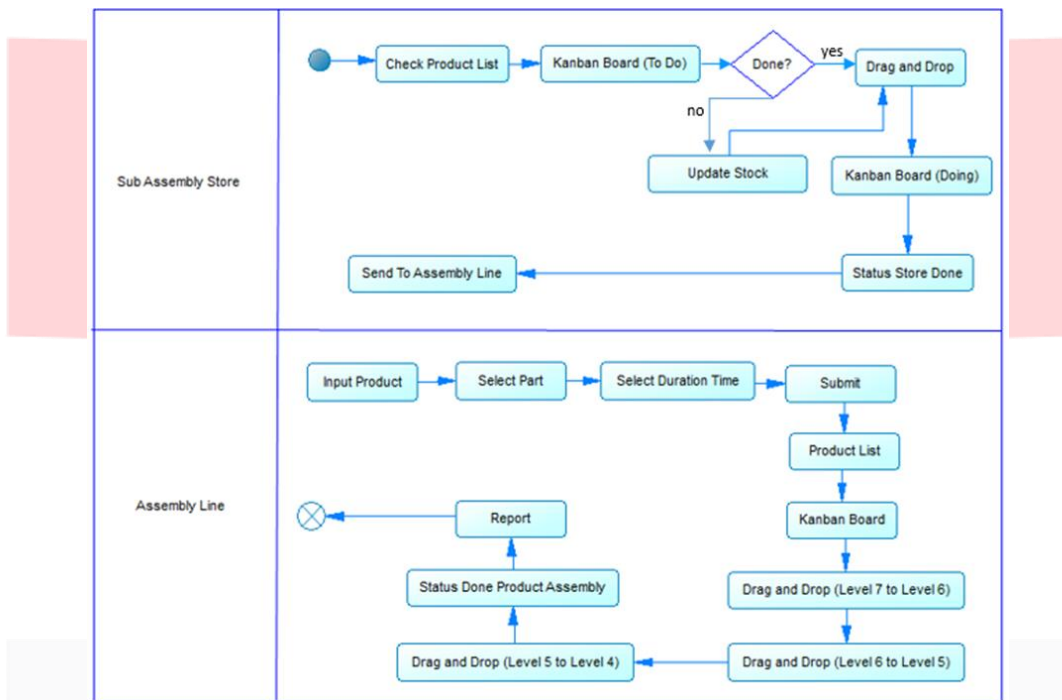 Sub Assembly Store
Check Product List
Kanban Board (To Do)
Done?
yes
Drag and Drop
no
Update Stock
Kanban Board (Doing)
Status Store Done
Send To Assembly Line
Assembly Line
Input Product
Select Part
Select Duration Time
Submit
Product List
Kanban Board
Drag and Drop (Level 7 to Level 6)
Drag and Drop (Level 6 to Level 5)
Drag and Drop (Level 5 to Level 4)
Status Done Product Assembly
Report